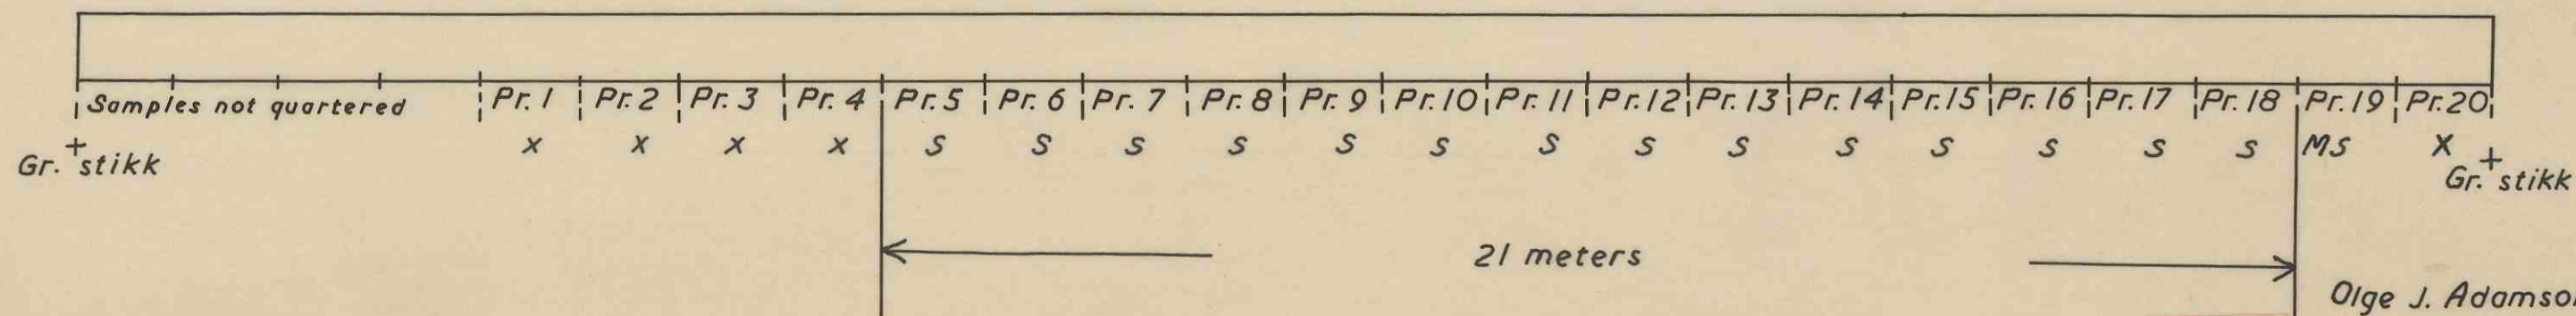 Samples not quartered Pr. 1 Pr. 2 Pr. 3 Pr. 4 Pr. 5 Pr. 6 Pr. 7 Pr. 8 Pr. 9 Pr. 10 Pr. 11 Pr. 12 Pr. 13 Pr. 14 Pr. 15 Pr. 16 Pr. 17 Pr. 18 Pr. 19 Pr. 20
x x x x S S S S S S S S S S S S S S MS X
+ +
Gr. stikk Gr. stikk
21 meters
Olge J. Adamson